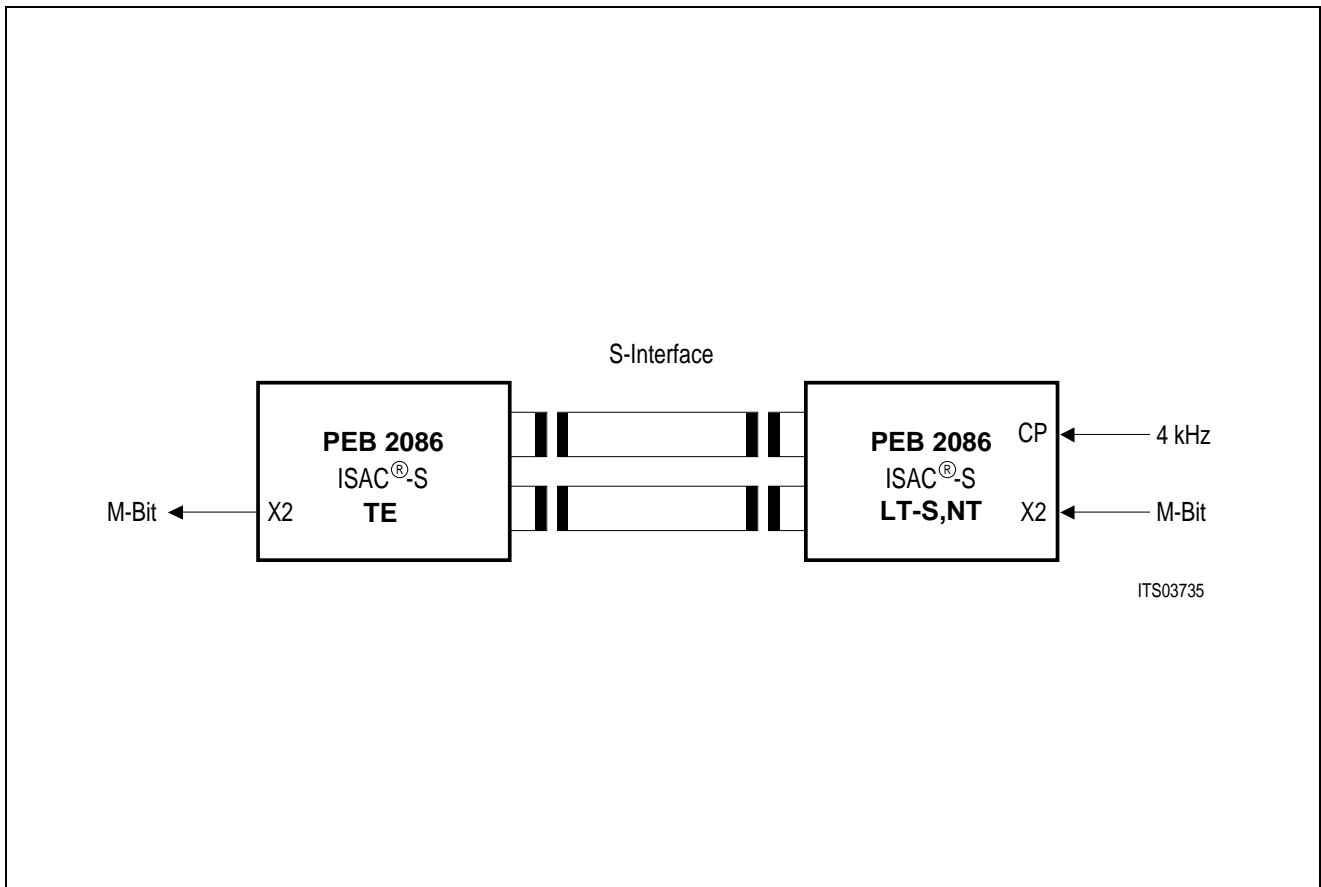 S-Interface
PEB 2086
ISAC®-S
TE
X2
M-Bit
PEB 2086
ISAC®-S
LT-S,NT
CP
4 kHz
X2
M-Bit
ITS03735